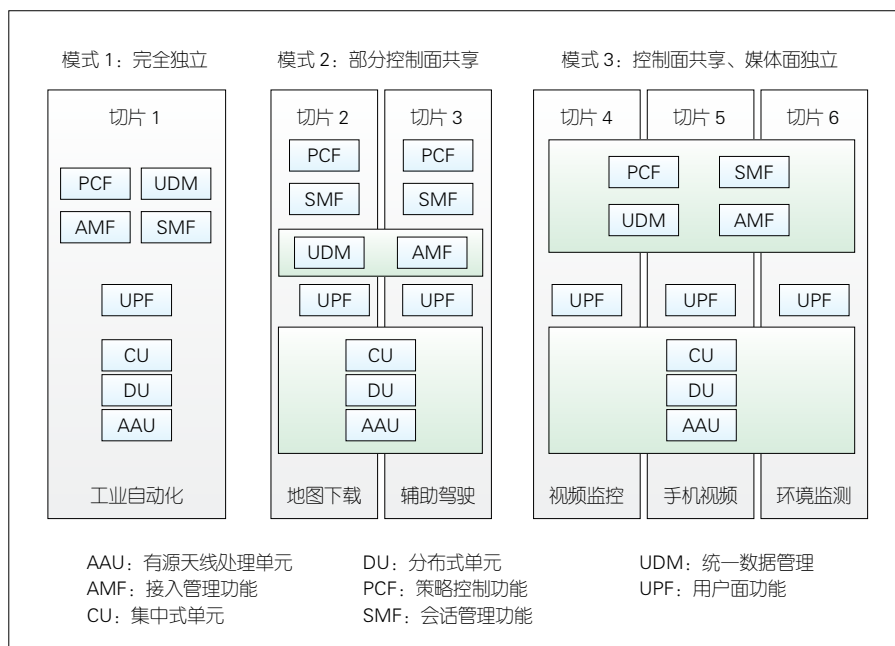 模式 1：完全独立
模式 2：部分控制面共享
模式 3：控制面共享、媒体面独立
切片 1
PCF UDM
AMF SMF
UPF
CU
DU
AAU
工业自动化
切片 2 切片 3
PCF PCF
SMF SMF
UDM AMF
UPF UPF
CU
DU
AAU
地图下载 辅助驾驶
切片 4 切片 5 切片 6
PCF SMF
UDM AMF
UPF UPF UPF
CU
DU
AAU
视频监控 手机视频 环境监测
AAU：有源天线处理单元
AMF：接入管理功能
CU：集中式单元
DU：分布式单元
PCF：策略控制功能
SMF：会话管理功能
UDM：统一数据管理
UPF：用户面功能